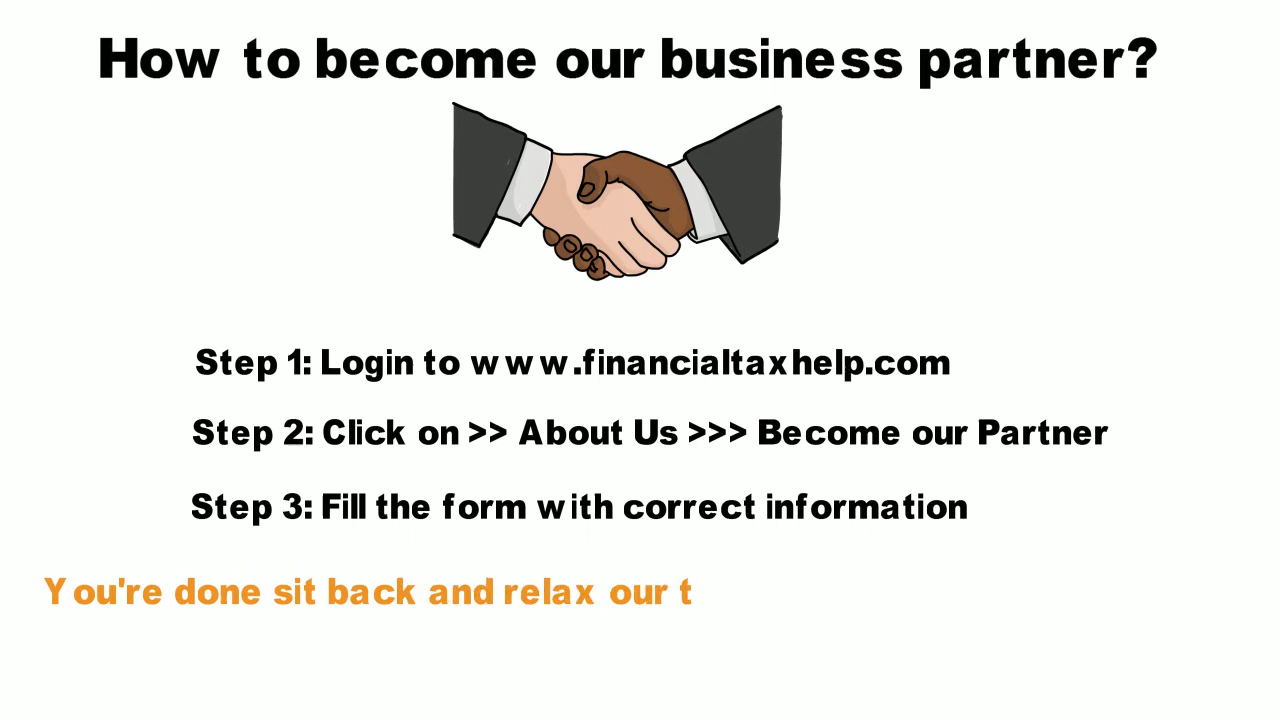 How to become our business partner?
Step 1: Login to www.financialtaxhelp.com
Step 2: Click on >> About Us >>> Become our Partner
Step 3: Fill the form with correct information
You're done sit back and relax our t